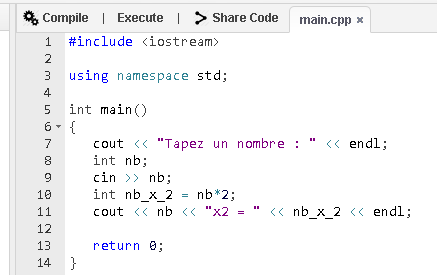 Compile | Execute | Share Code main.cpp ×
1 #include <iostream>
2
3 using namespace std;
4
5 int main()
6 {
7 cout << "Tapez un nombre : " << endl;
8 int nb;
9 cin >> nb;
10 int nb_x_2 = nb*2;
11 cout << nb << "x2 = " << nb_x_2 << endl;
12
13 return 0;
14 }